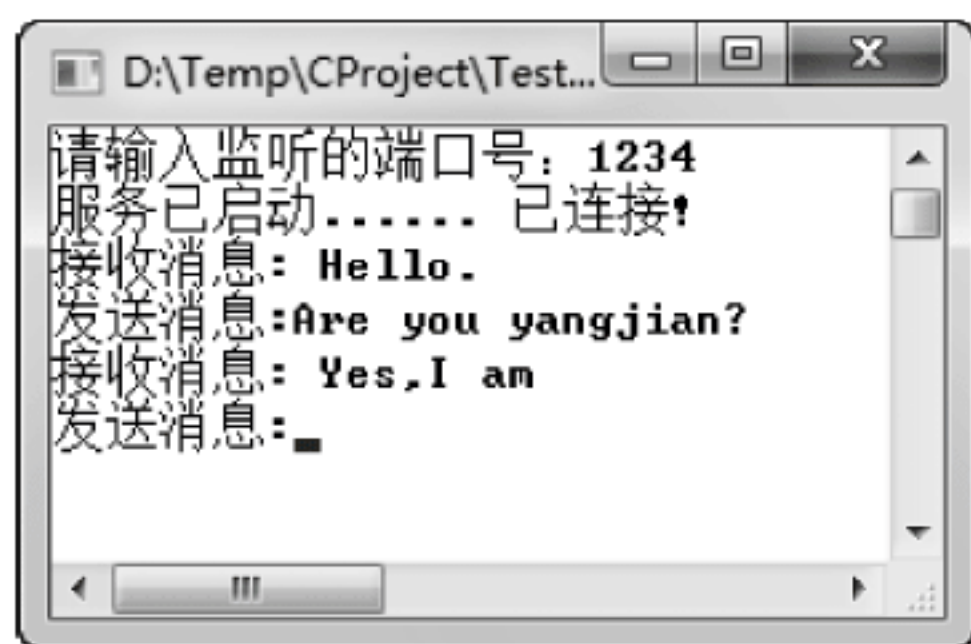 D:\Temp\CProject\Test...
请输入监听的端口号：1234
服务已启动...... 已连接!
接收消息: Hello.
发送消息:Are you yangjian?
接收消息: Yes,I am
发送消息:_